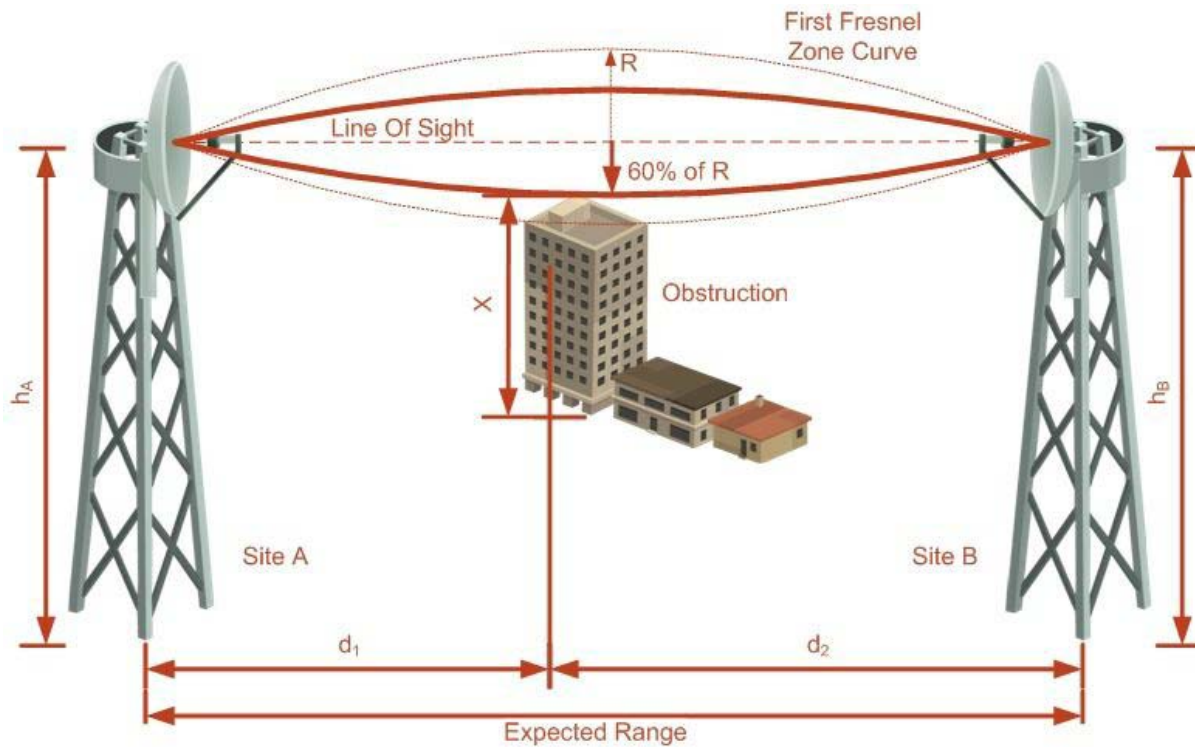 First Fresnel
Zone Curve
R
Line Of Sight
60% of R
X
Obstruction
hA
hB
Site A
Site B
d1
d2
Expected Range